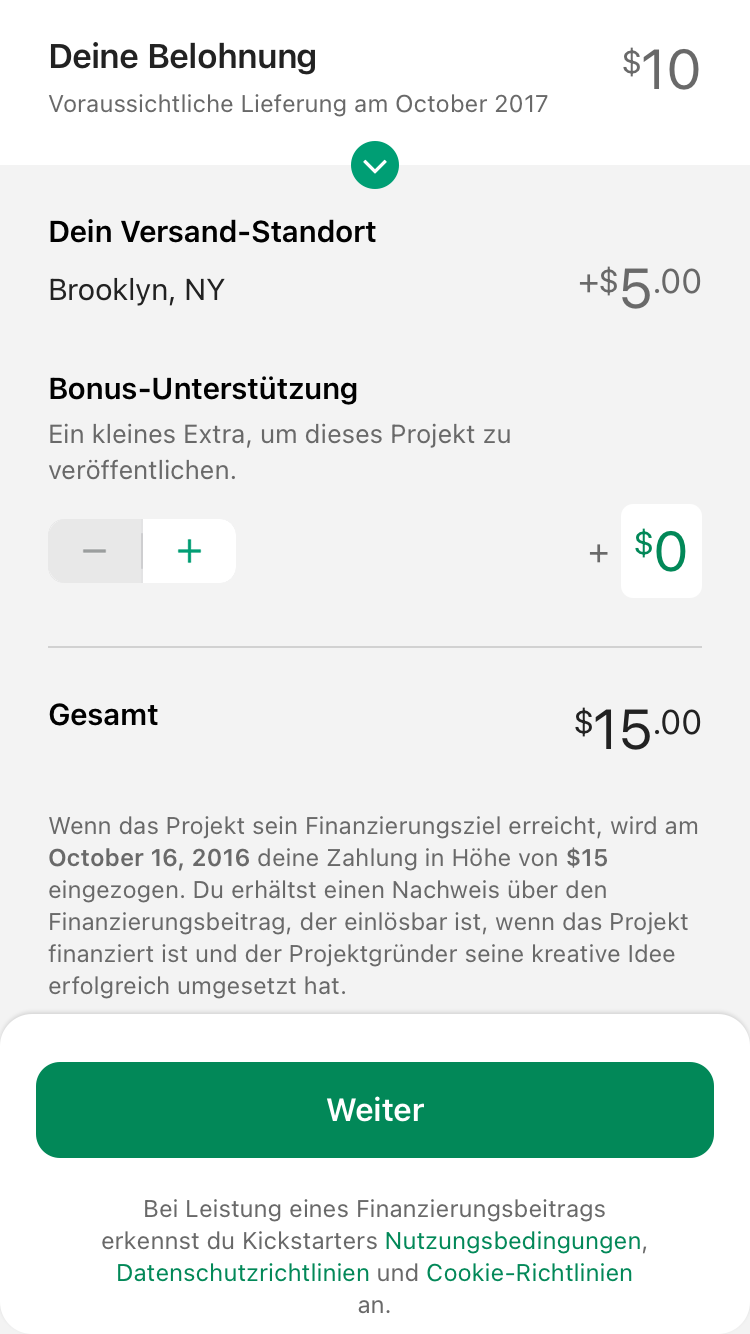 Deine Belohnung
$10
Voraussichtliche Lieferung am October 2017
Dein Versand-Standort
Brooklyn, NY
+$5.00
Bonus-Unterstützung
Ein kleines Extra, um dieses Projekt zu
veröffentlichen.
− +
+ $0
Gesamt
$15.00
Wenn das Projekt sein Finanzierungsziel erreicht, wird am
October 16, 2016 deine Zahlung in Höhe von $15
eingezogen. Du erhältst einen Nachweis über den
Finanzierungsbeitrag, der einlösbar ist, wenn das Projekt
finanziert ist und der Projektgründer seine kreative Idee
erfolgreich umgesetzt hat.
Weiter
Bei Leistung eines Finanzierungsbeitrags
erkennst du Kickstarters Nutzungsbedingungen,
Datenschutzrichtlinien und Cookie-Richtlinien
an.